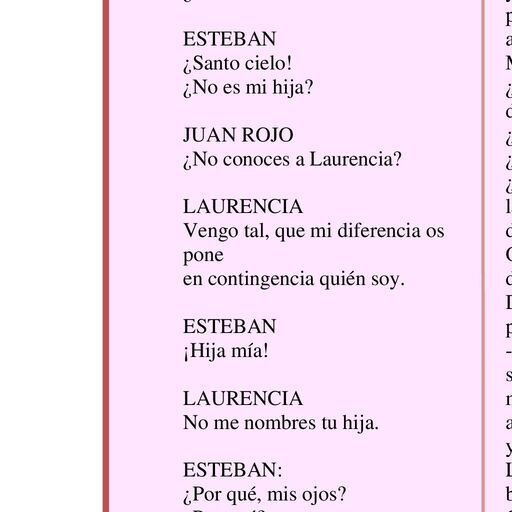 ESTEBAN
¿Santo cielo!
¿No es mi hija?
JUAN ROJO
¿No conoces a Laurencia?
LAURENCIA
Vengo tal, que mi diferencia os
pone
en contingencia quién soy.
ESTEBAN
¡Hija mía!
LAURENCIA
No me nombres tu hija.
ESTEBAN:
¿Por qué, mis ojos?